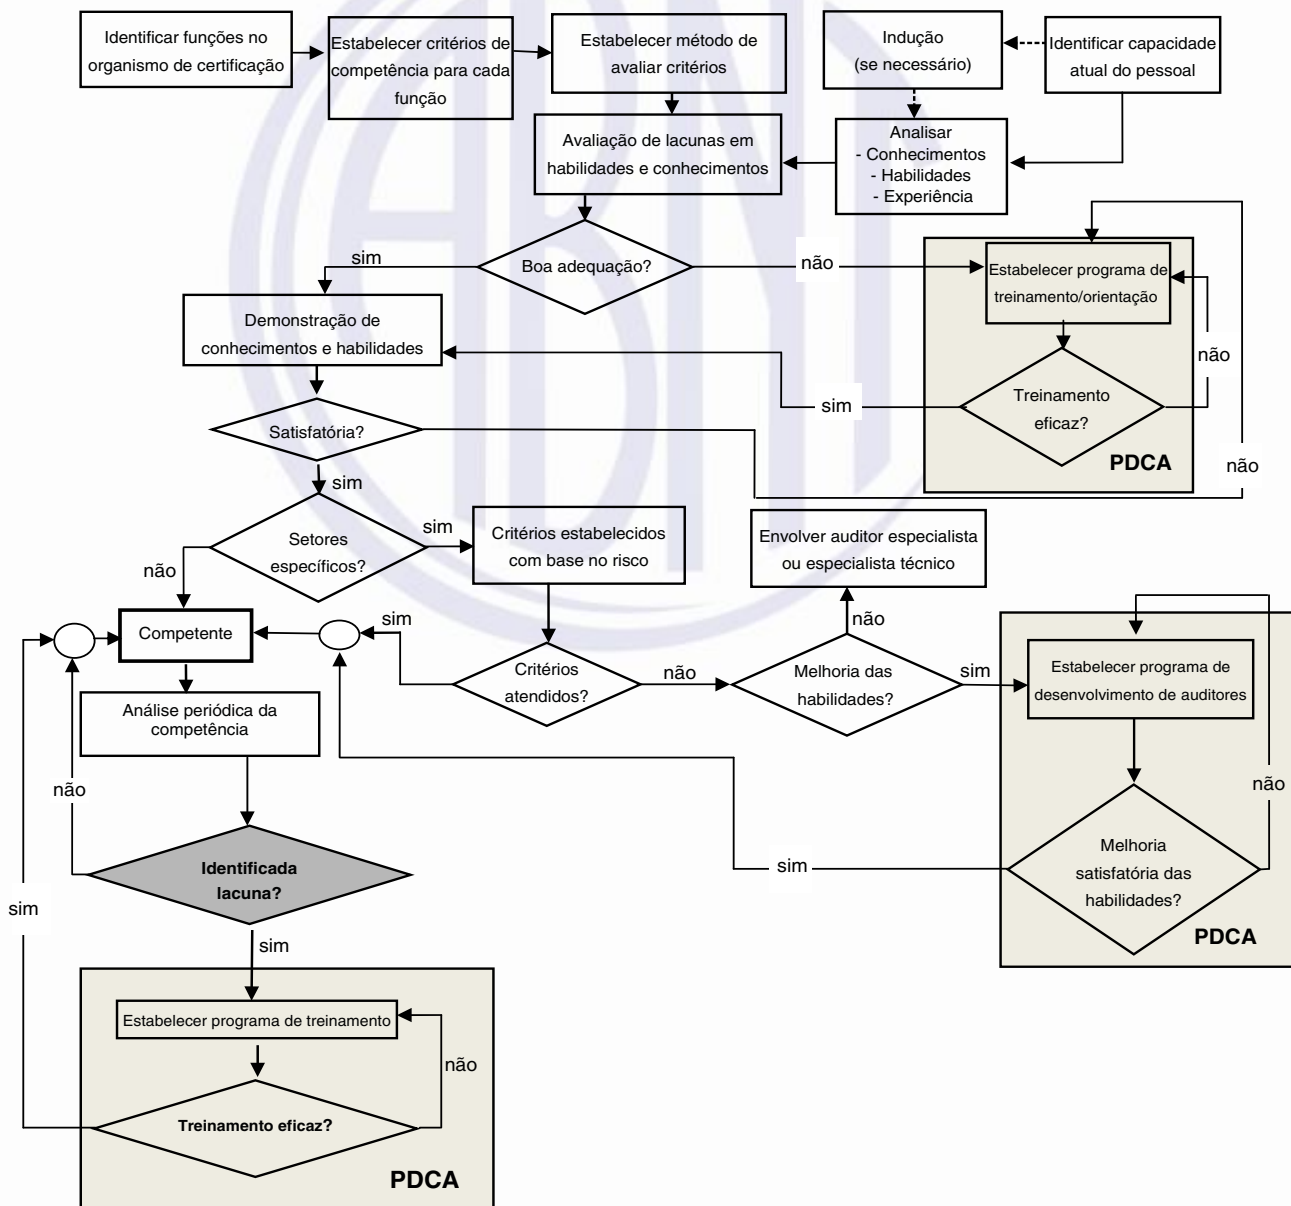 Identificar funções no
organismo de certificação
Estabelecer critérios de
competência para cada
função
Estabelecer método de
avaliar critérios
Indução
(se necessário)
Identificar capacidade
atual do pessoal
Avaliação de lacunas em
habilidades e conhecimentos
Analisar
- Conhecimentos
- Habilidades
- Experiência
ABNT
Boa adequação?
sim
não
Estabelecer programa de
treinamento/orientação
Demonstração de
conhecimentos e habilidades
não
sim
Treinamento
eficaz?
PDCA
não
Satisfatória?
sim
Setores
específicos?
sim
não
Critérios estabelecidos
com base no risco
Envolver auditor especialista
ou especialista técnico
não
Competente
sim
Critérios
atendidos?
não
Melhoria das
habilidades?
sim
Estabelecer programa de
desenvolvimento de auditores
Análise periódica da
competência
não
não
Identificada
lacuna?
sim
Melhoria
satisfatória das
habilidades?
PDCA
sim
sim
Estabelecer programa de treinamento
não
Treinamento eficaz?
PDCA